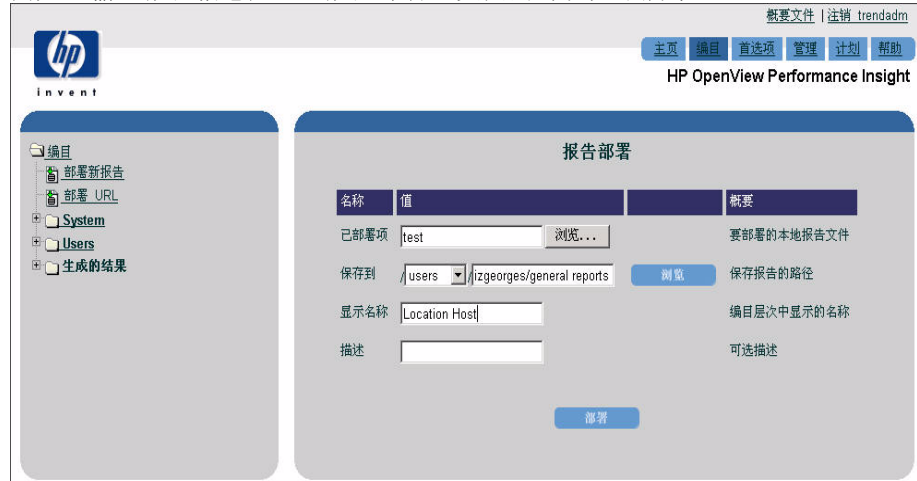 概要文件 | 注销 trendadm
hp
invent
主页 编目 首选项 管理 计划 帮助
HP OpenView Performance Insight
编目
部署新报告
部署 URL
System
Users
生成的结果
报告部署
名称 值 概要
已部署项 test 浏览... 要部署的本地报告文件
保存到 / users / izgeorges/general reports 浏览 保存报告的路径
显示名称 Location Host 编目层次中显示的名称
描述 可选描述
部署